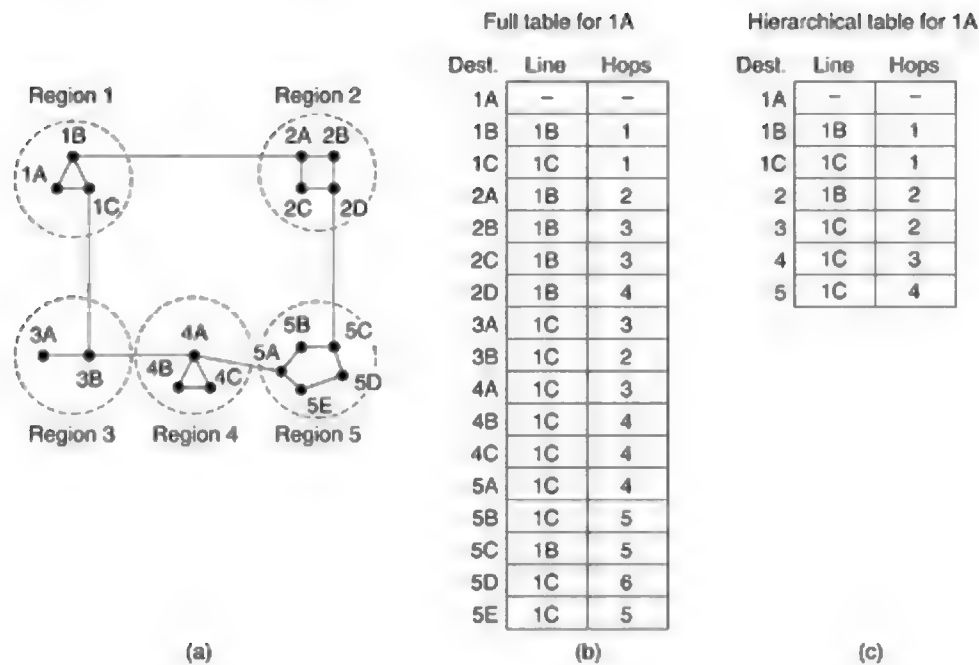 Region 1
Region 2
1B
2A 2B
1A
1C
2C
2D
3A
4A
5B
5C
3B
4B
4C
5A
5D
5E
Region 3
Region 4
Region 5
(a)
Full table for 1A
Dest. Line Hops
1A – –
1B 1B 1
1C 1C 1
2A 1B 2
2B 1B 3
2C 1B 3
2D 1B 4
3A 1C 3
3B 1C 2
4A 1C 3
4B 1C 4
4C 1C 4
5A 1C 4
5B 1C 5
5C 1B 5
5D 1C 6
5E 1C 5
(b)
Hierarchical table for 1A
Dest. Line Hops
1A – –
1B 1B 1
1C 1C 1
2 1B 2
3 1C 2
4 1C 3
5 1C 4
(c)